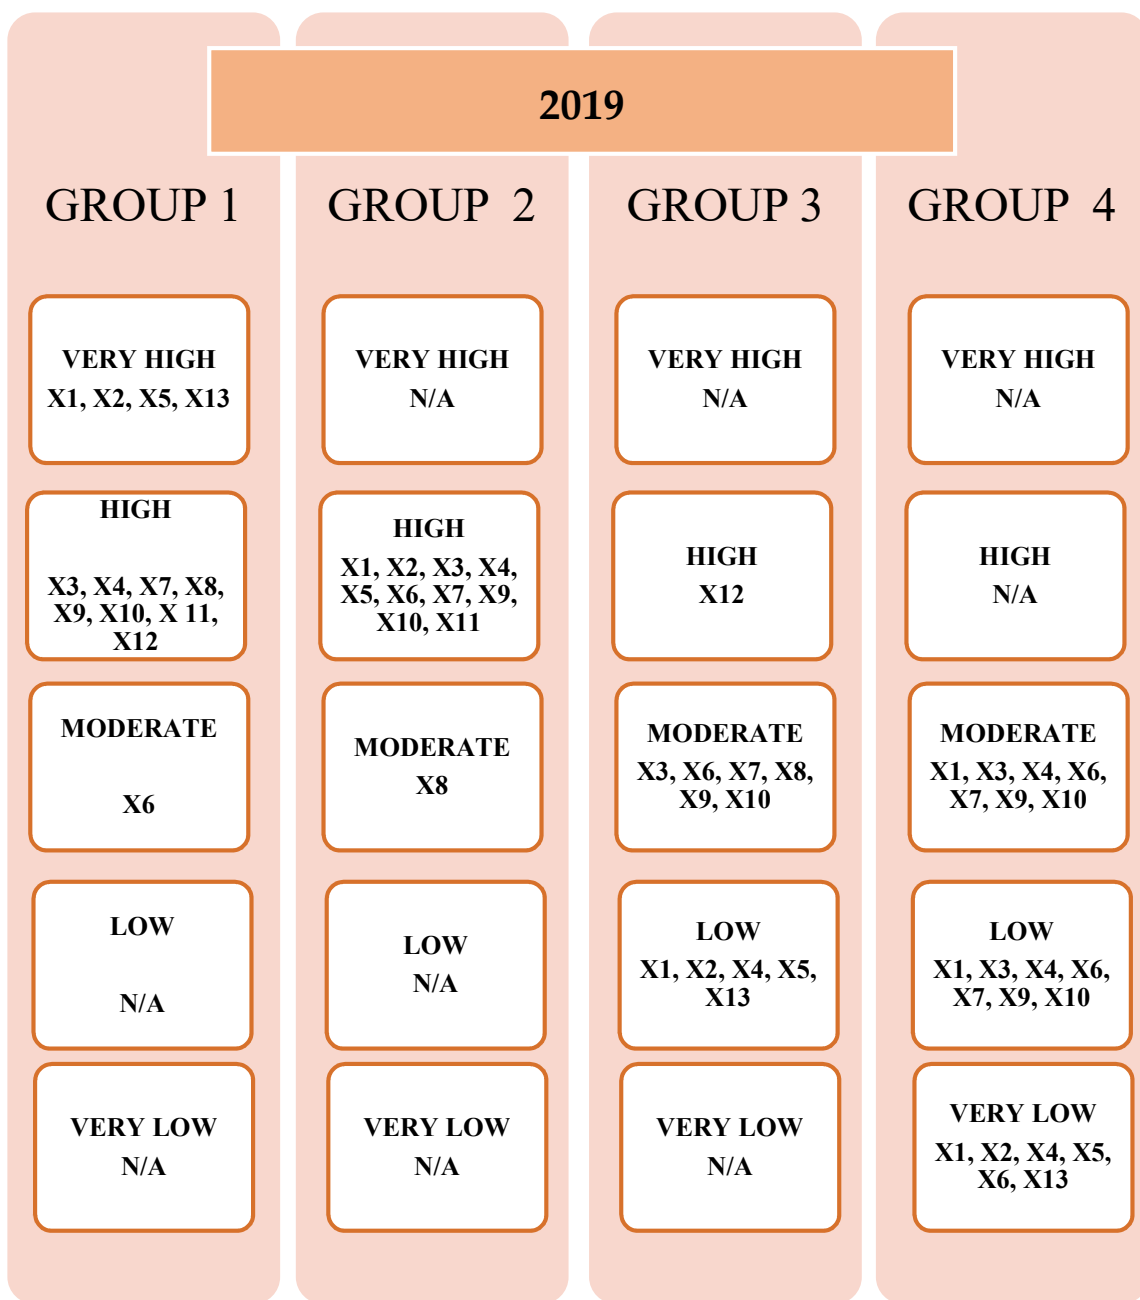 2019
GROUP 1
VERY HIGH
X1, X2, X5, X13
HIGH
X3, X4, X7, X8,
X9, X10, X 11,
X12
MODERATE
X6
LOW
N/A
VERY LOW
N/A
GROUP 2
VERY HIGH
N/A
HIGH
X1, X2, X3, X4,
X5, X6, X7, X9,
X10, X11
MODERATE
X8
LOW
N/A
VERY LOW
N/A
GROUP 3
VERY HIGH
N/A
HIGH
X12
MODERATE
X3, X6, X7, X8,
X9, X10
LOW
X1, X2, X4, X5,
X13
VERY LOW
N/A
GROUP 4
VERY HIGH
N/A
HIGH
N/A
MODERATE
X1, X3, X4, X6,
X7, X9, X10
LOW
X1, X3, X4, X6,
X7, X9, X10
VERY LOW
X1, X2, X4, X5,
X6, X13